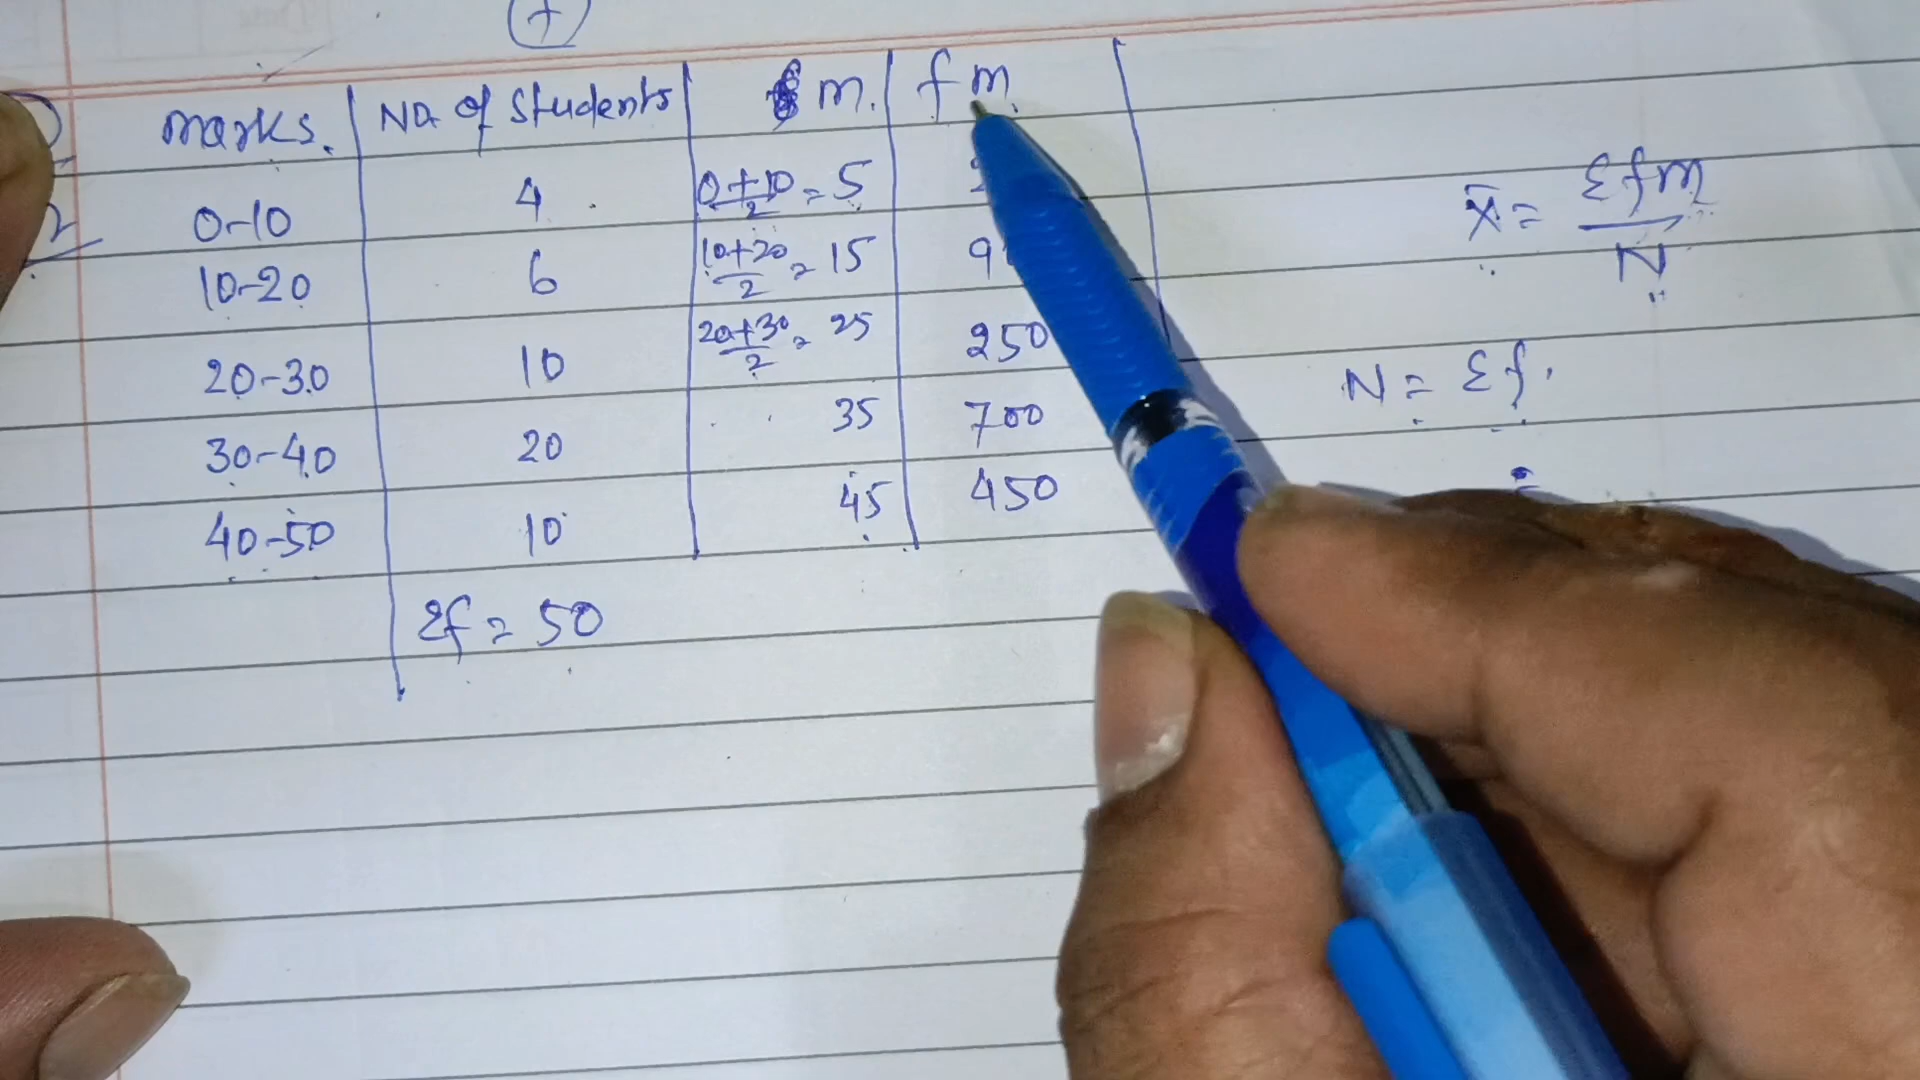 marks. | No. of Students | m. | fm.
0-10 | 4 | 0+10/2 = 5
10-20 | 6 | 10+20/2 = 15
20-30 | 10 | 20+30/2 = 25 | 250
30-40 | 20 | 35 | 700
40-50 | 10 | 45 | 450
Σf = 50
X̄ = Σfm/N
N = Σf.
=